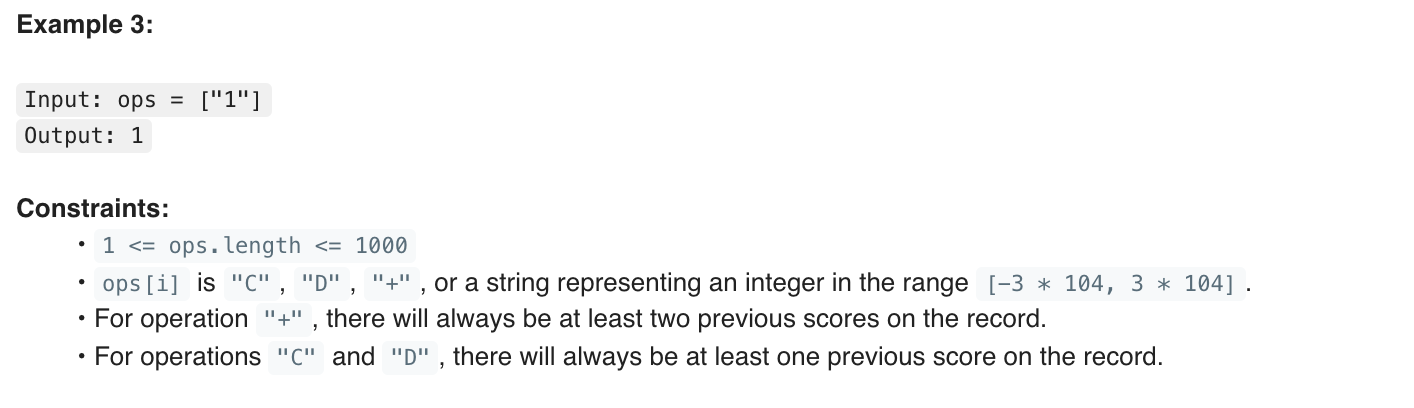 Example 3:
Input: ops = ["1"]
Output: 1
Constraints:
• 1 <= ops.length <= 1000
• ops[i] is "C", "D", "+", or a string representing an integer in the range [-3 * 104, 3 * 104].
• For operation "+", there will always be at least two previous scores on the record.
• For operations "C" and "D", there will always be at least one previous score on the record.